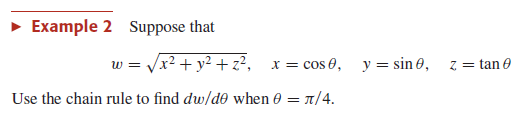 ▶ Example 2 Suppose that
w = √x² + y² + z², x = cos θ, y = sin θ, z = tan θ
Use the chain rule to find dw/dθ when θ = π/4.